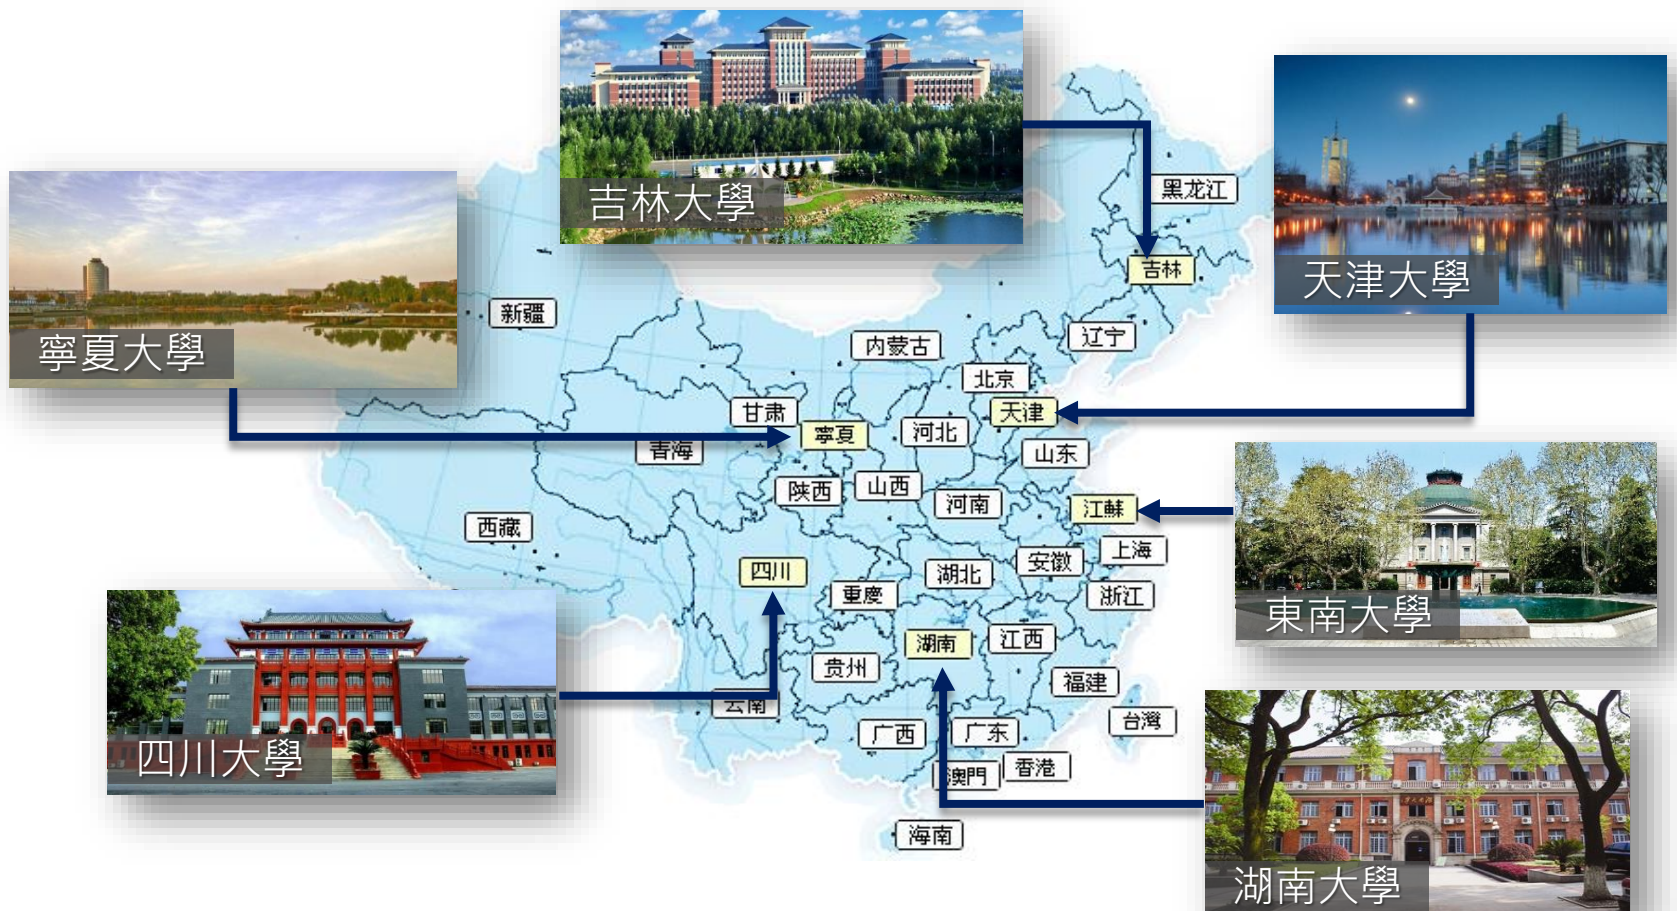 吉林大學
天津大學
寧夏大學
四川大學
東南大學
湖南大學
黑龙江
吉林
辽宁
新疆
内蒙古
北京
天津
甘肃
寧夏
河北
青海
山东
陕西
山西
河南
江蘇
西藏
上海
安徽
四川
湖北
重慶
浙江
湖南
江西
贵州
福建
云南
台灣
广西
广东
澳門
香港
海南